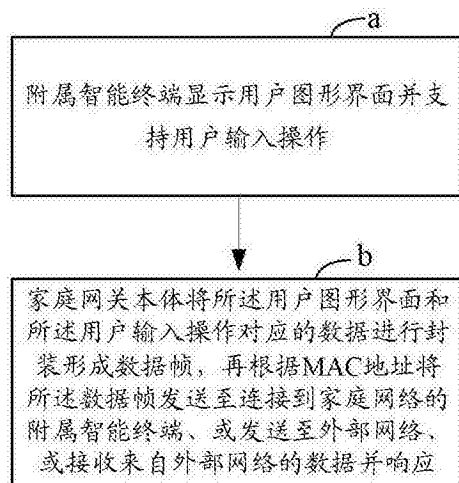 a
附属智能终端显示用户图形界面并支
持用户输入操作
b
家庭网关本体将所述用户图形界面和
所述用户输入操作对应的数据进行封
装形成数据帧，再根据MAC地址将
所述数据帧发送至连接到家庭网络的
附属智能终端、或发送至外部网络、
或接收来自外部网络的数据并响应